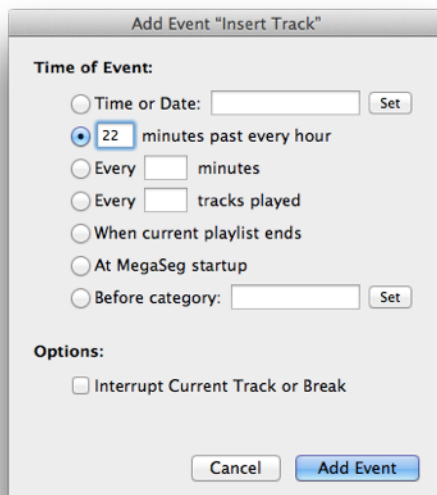 Add Event “Insert Track”
Time of Event:
Time or Date: Set
22 minutes past every hour
Every minutes
Every tracks played
When current playlist ends
At MegaSeg startup
Before category: Set
Options:
Interrupt Current Track or Break
Cancel Add Event